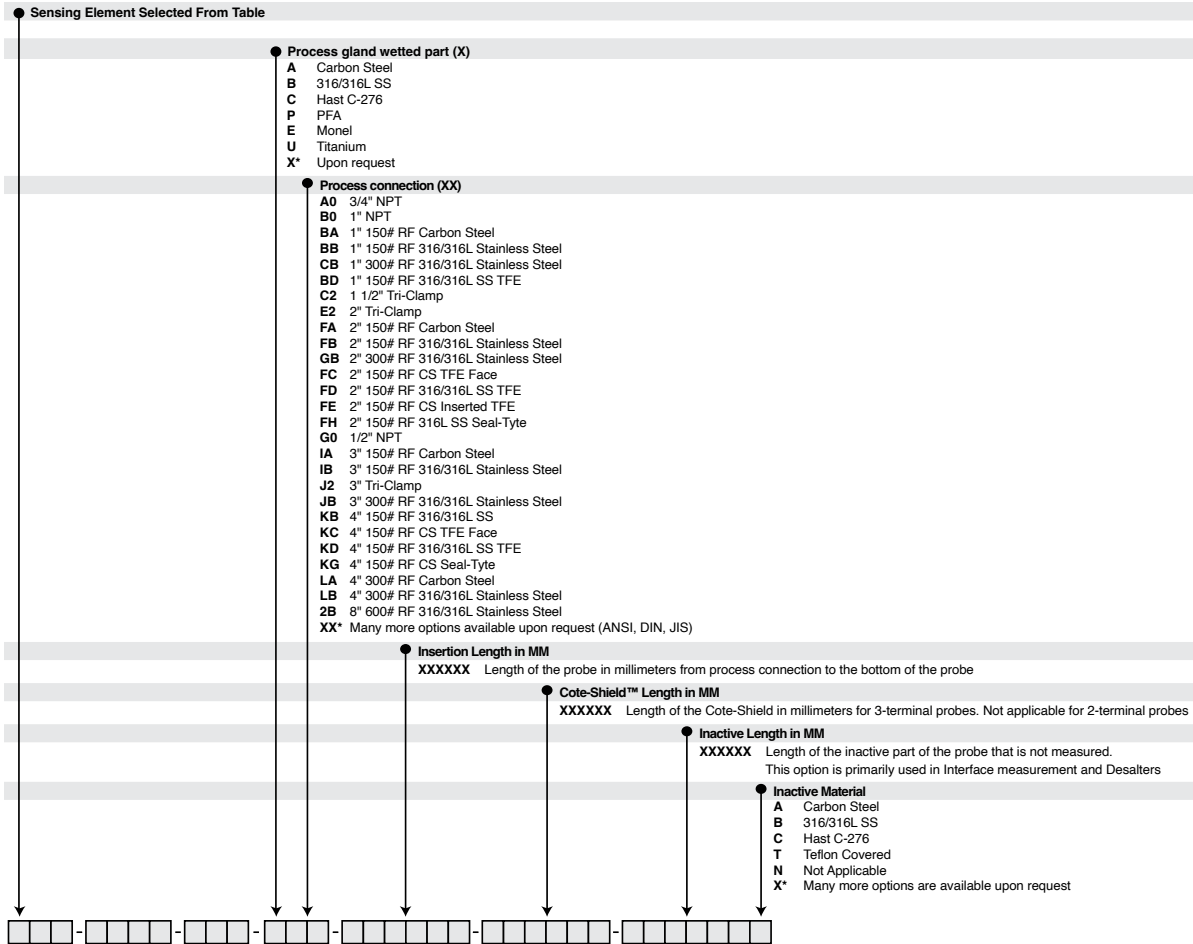 Sensing Element Selected From Table
Process gland wetted part (X)
A Carbon Steel
B 316/316L SS
C Hast C-276
P PFA
E Monel
U Titanium
X* Upon request
Process connection (XX)
A0 3/4" NPT
B0 1" NPT
BA 1" 150# RF Carbon Steel
BB 1" 150# RF 316/316L Stainless Steel
CB 1" 300# RF 316/316L Stainless Steel
BD 1" 150# RF 316/316L SS TFE
C2 1 1/2" Tri-Clamp
E2 2" Tri-Clamp
FA 2" 150# RF Carbon Steel
FB 2" 150# RF 316/316L Stainless Steel
GB 2" 300# RF 316/316L Stainless Steel
FC 2" 150# RF CS TFE Face
FD 2" 150# RF 316/316L SS TFE
FE 2" 150# RF CS Inserted TFE
FH 2" 150# RF 316L SS Seal-Tyte
G0 1/2" NPT
IA 3" 150# RF Carbon Steel
IB 3" 150# RF 316/316L Stainless Steel
J2 3" Tri-Clamp
JB 3" 300# RF 316/316L Stainless Steel
KB 4" 150# RF 316/316L SS
KC 4" 150# RF CS TFE Face
KD 4" 150# RF 316/316L SS TFE
KG 4" 150# RF CS Seal-Tyte
LA 4" 300# RF Carbon Steel
LB 4" 300# RF 316/316L Stainless Steel
2B 8" 600# RF 316/316L Stainless Steel
XX* Many more options available upon request (ANSI, DIN, JIS)
Insertion Length in MM
XXXXXX Length of the probe in millimeters from process connection to the bottom of the probe
Cote-Shield™ Length in MM
XXXXXX Length of the Cote-Shield in millimeters for 3-terminal probes. Not applicable for 2-terminal probes
Inactive Length in MM
XXXXXX Length of the inactive part of the probe that is not measured.
This option is primarily used in Interface measurement and Desalters
Inactive Material
A Carbon Steel
B 316/316L SS
C Hast C-276
T Teflon Covered
N Not Applicable
X* Many more options are available upon request